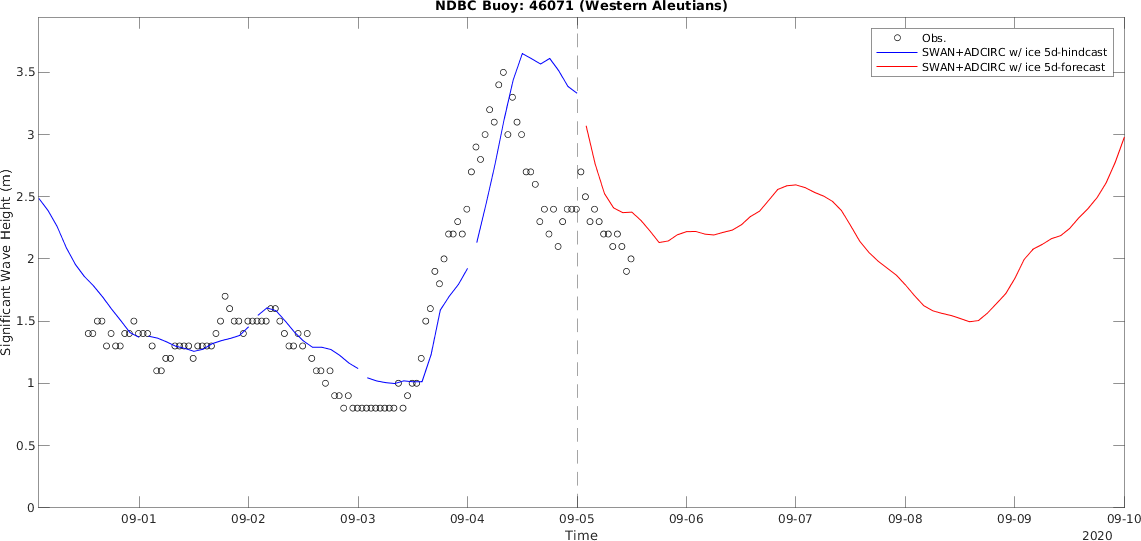 NDBC Buoy: 46071 (Western Aleutians)
Obs.
SWAN+ADCIRC w/ ice 5d-hindcast
SWAN+ADCIRC w/ ice 5d-forecast
Significant Wave Height (m)
3.5
3
2.5
2
1.5
1
0.5
0
09-01 09-02 09-03 09-04 09-05 09-06 09-07 09-08 09-09 09-10
Time
2020